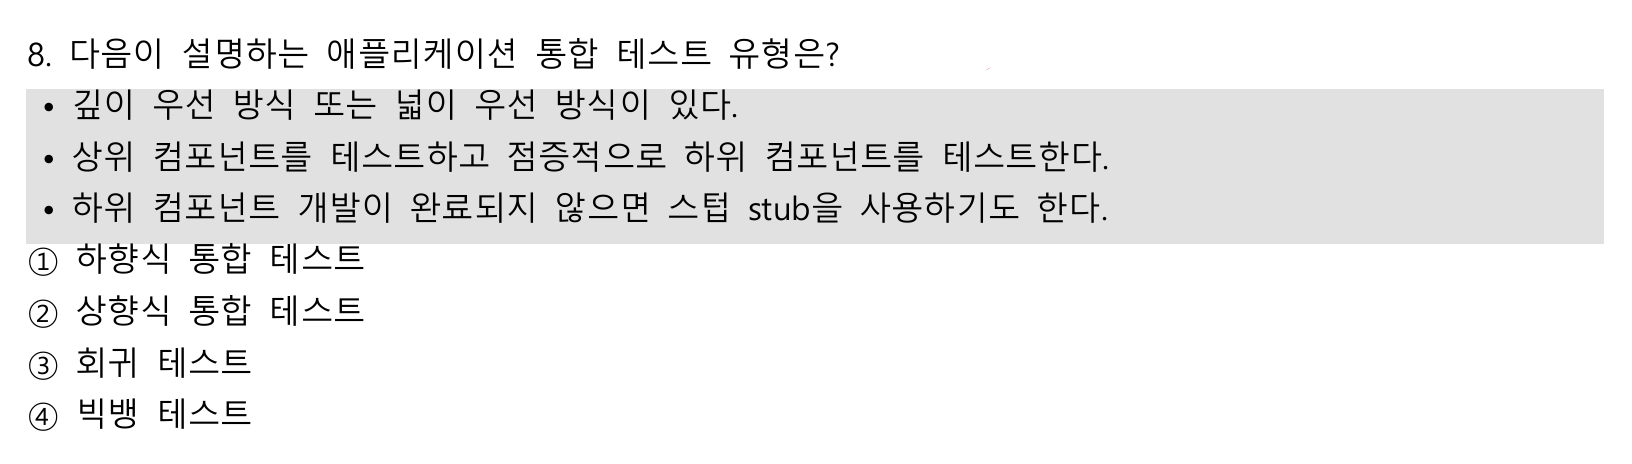 8. 다음이 설명하는 애플리케이션 통합 테스트 유형은?
• 깊이 우선 방식 또는 넓이 우선 방식이 있다.
• 상위 컴포넌트를 테스트하고 점증적으로 하위 컴포넌트를 테스트한다.
• 하위 컴포넌트 개발이 완료되지 않으면 스텁 stub을 사용하기도 한다.
① 하향식 통합 테스트
② 상향식 통합 테스트
③ 회귀 테스트
④ 빅뱅 테스트